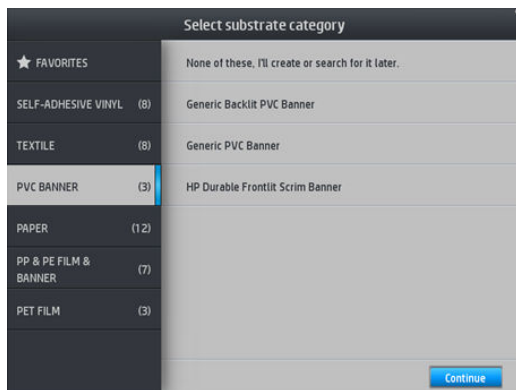 Select substrate category
FAVORITES
SELF-ADHESIVE VINYL (8)
TEXTILE (8)
PVC BANNER (3)
PAPER (12)
PP & PE FILM &
BANNER (7)
PET FILM (3)
None of these, I'll create or search for it later.
Generic Backlit PVC Banner
Generic PVC Banner
HP Durable Frontlit Scrim Banner
Continue